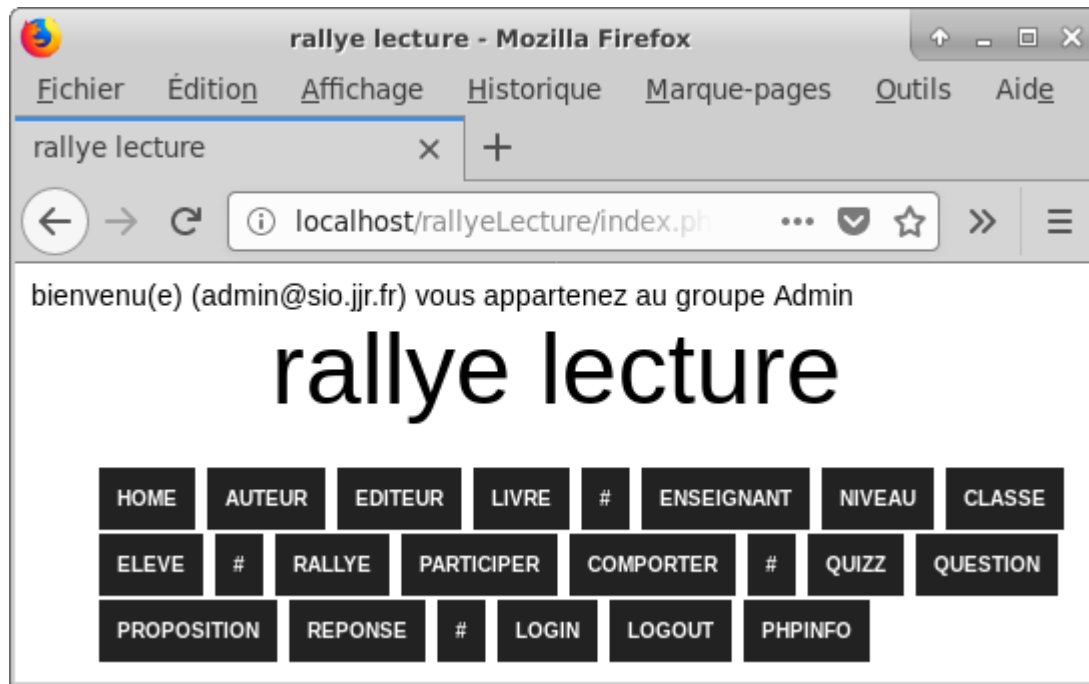 rallye lecture - Mozilla Firefox
Fichier Édition Affichage Historique Marque-pages Outils Aide
rallye lecture
localhost/rallyeLecture/index.ph
bienvenu(e) (admin@sio.jjr.fr) vous appartenez au groupe Admin
rallye lecture
HOME AUTEUR EDITEUR LIVRE # ENSEIGNANT NIVEAU CLASSE
ELEVE # RALLYE PARTICIPER COMPORTER # QUIZZ QUESTION
PROPOSITION REPONSE # LOGIN LOGOUT PHPINFO